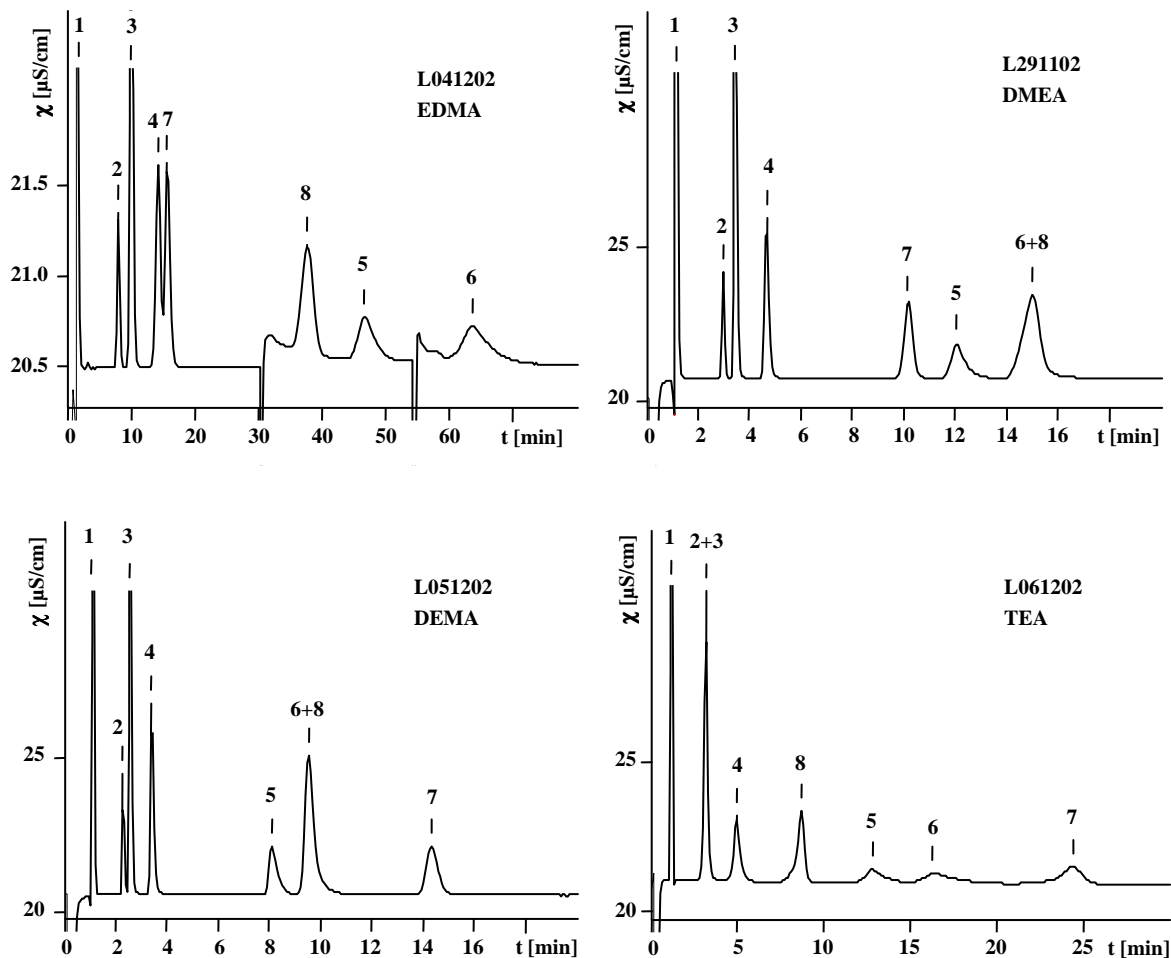 1 3
χ [µS/cm]
L041202
EDMA
4 7
2
8
5
6
21.5
21.0
20.5
0 10 20 30 40 50 60 t [min]
1 3
χ [µS/cm]
L291102
DMEA
4
2
7
5
6+8
25
20
0 2 4 6 8 10 12 14 15 t [min]
1 3
χ [µS/cm]
L051202
DEMA
4
2
6+8
5
7
25
20
0 2 4 6 8 10 12 14 16 t [min]
1 2+3
χ [µS/cm]
L061202
TEA
4
8
5
6
7
25
20
0 5 10 15 20 25 t [min]